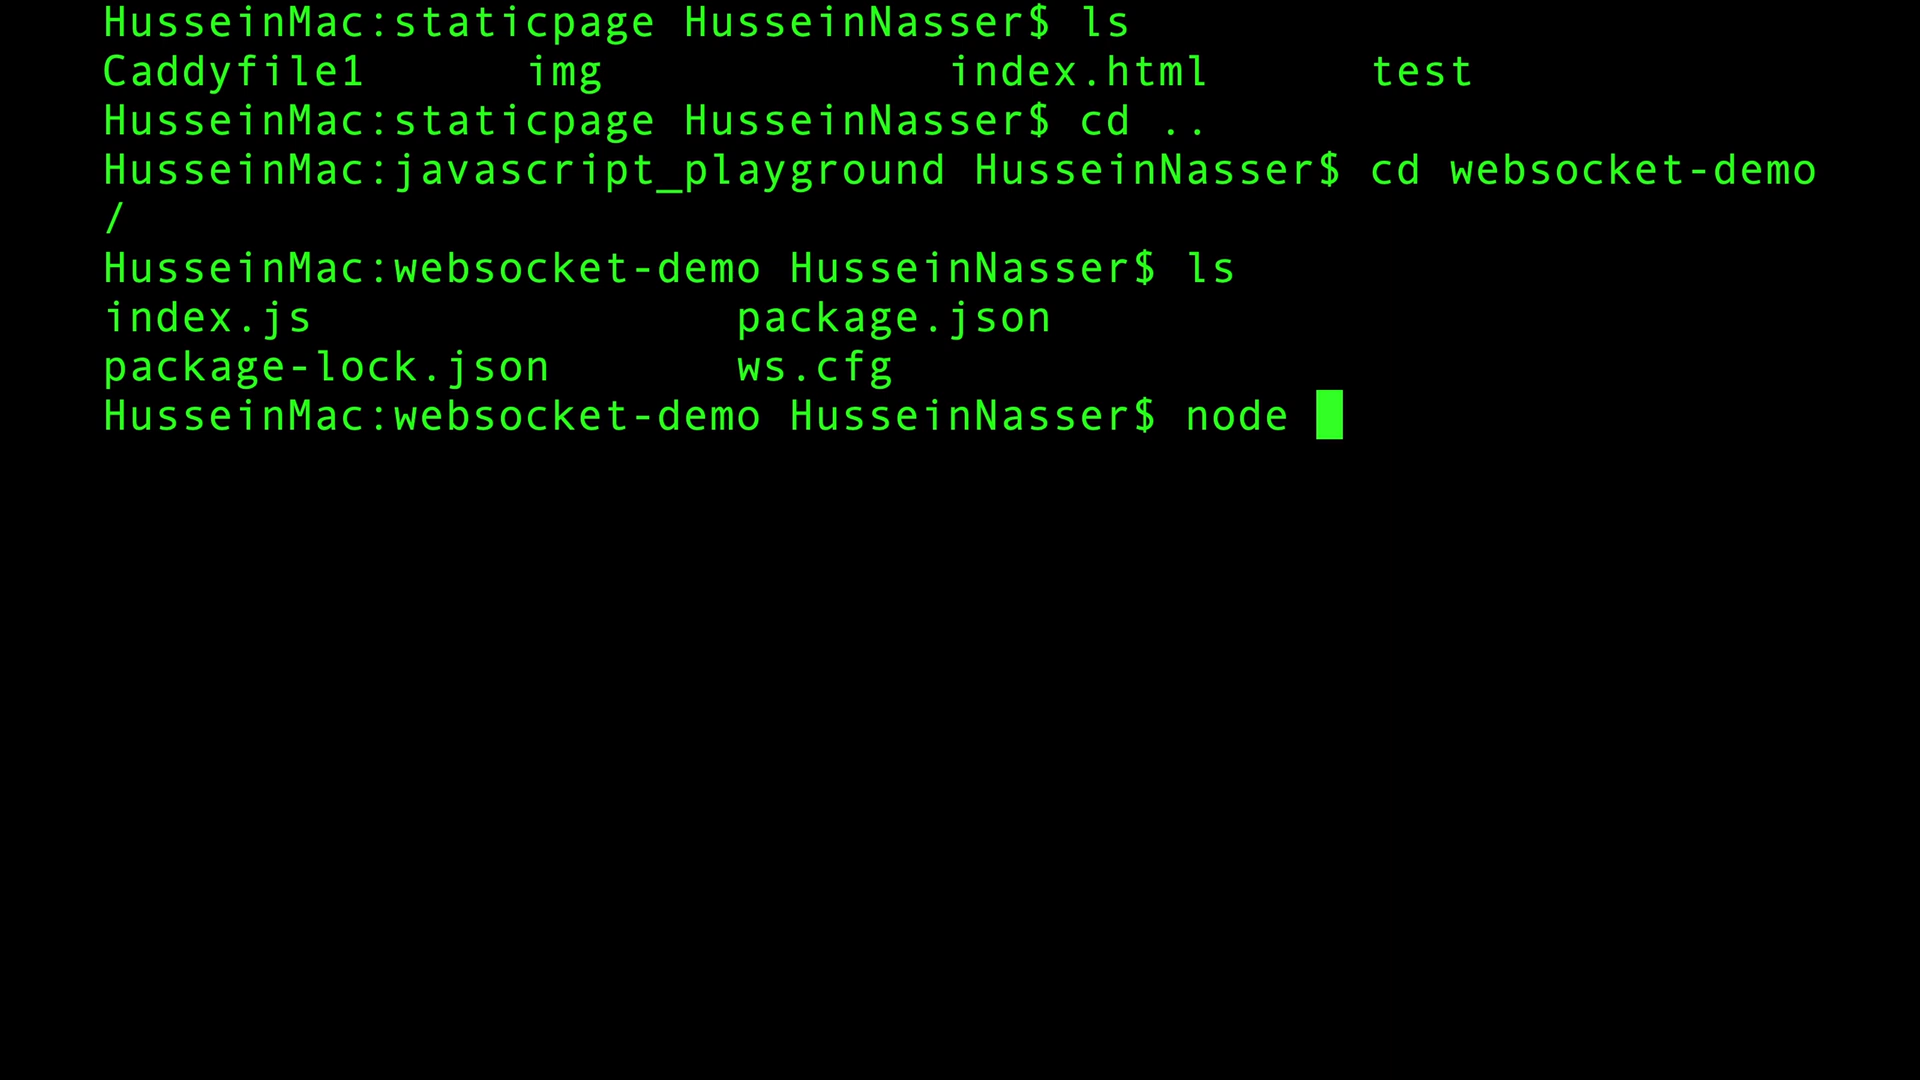 HusseinMac:staticpage HusseinNasser$ ls
Caddyfile1 img index.html test
HusseinMac:staticpage HusseinNasser$ cd ..
HusseinMac:javascript_playground HusseinNasser$ cd websocket-demo
/
HusseinMac:websocket-demo HusseinNasser$ ls
index.js package.json
package-lock.json ws.cfg
HusseinMac:websocket-demo HusseinNasser$ node